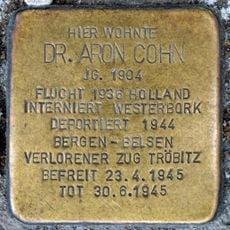 HIER WOHNTE
DR. ARON COHN
JG. 1904
FLUCHT 1936 HOLLAND
INTERNIERT WESTERBORK
DEPORTIERT 1944
BERGEN-BELSEN
VERLORENER ZUG TRÖBITZ
BEFREIT 23.4.1945
TOT 30.6.1945